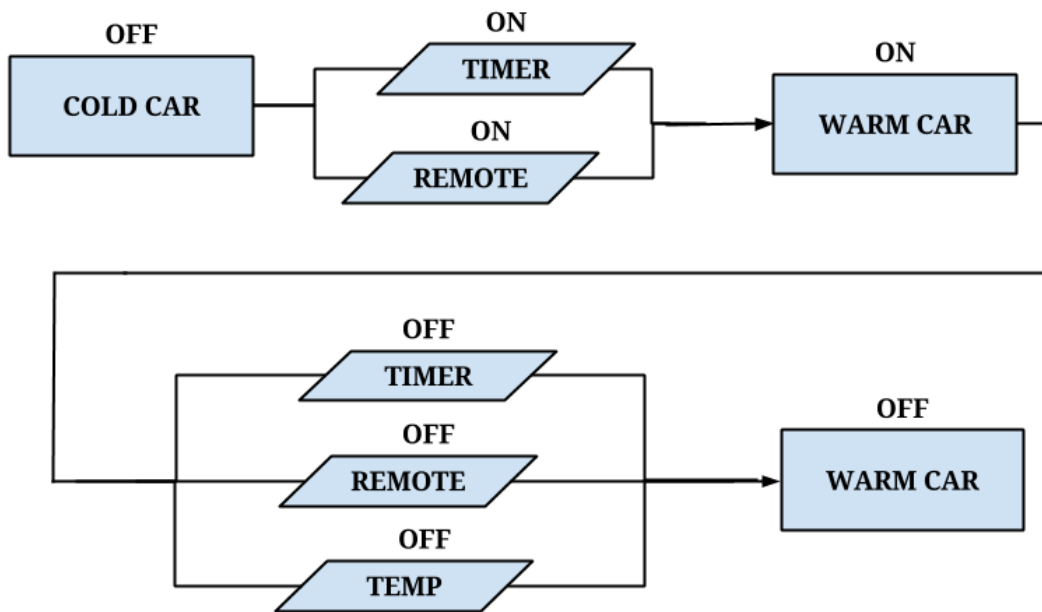 OFF
COLD CAR
ON
TIMER
ON
REMOTE
ON
WARM CAR
OFF
TIMER
OFF
REMOTE
OFF
TEMP
OFF
WARM CAR